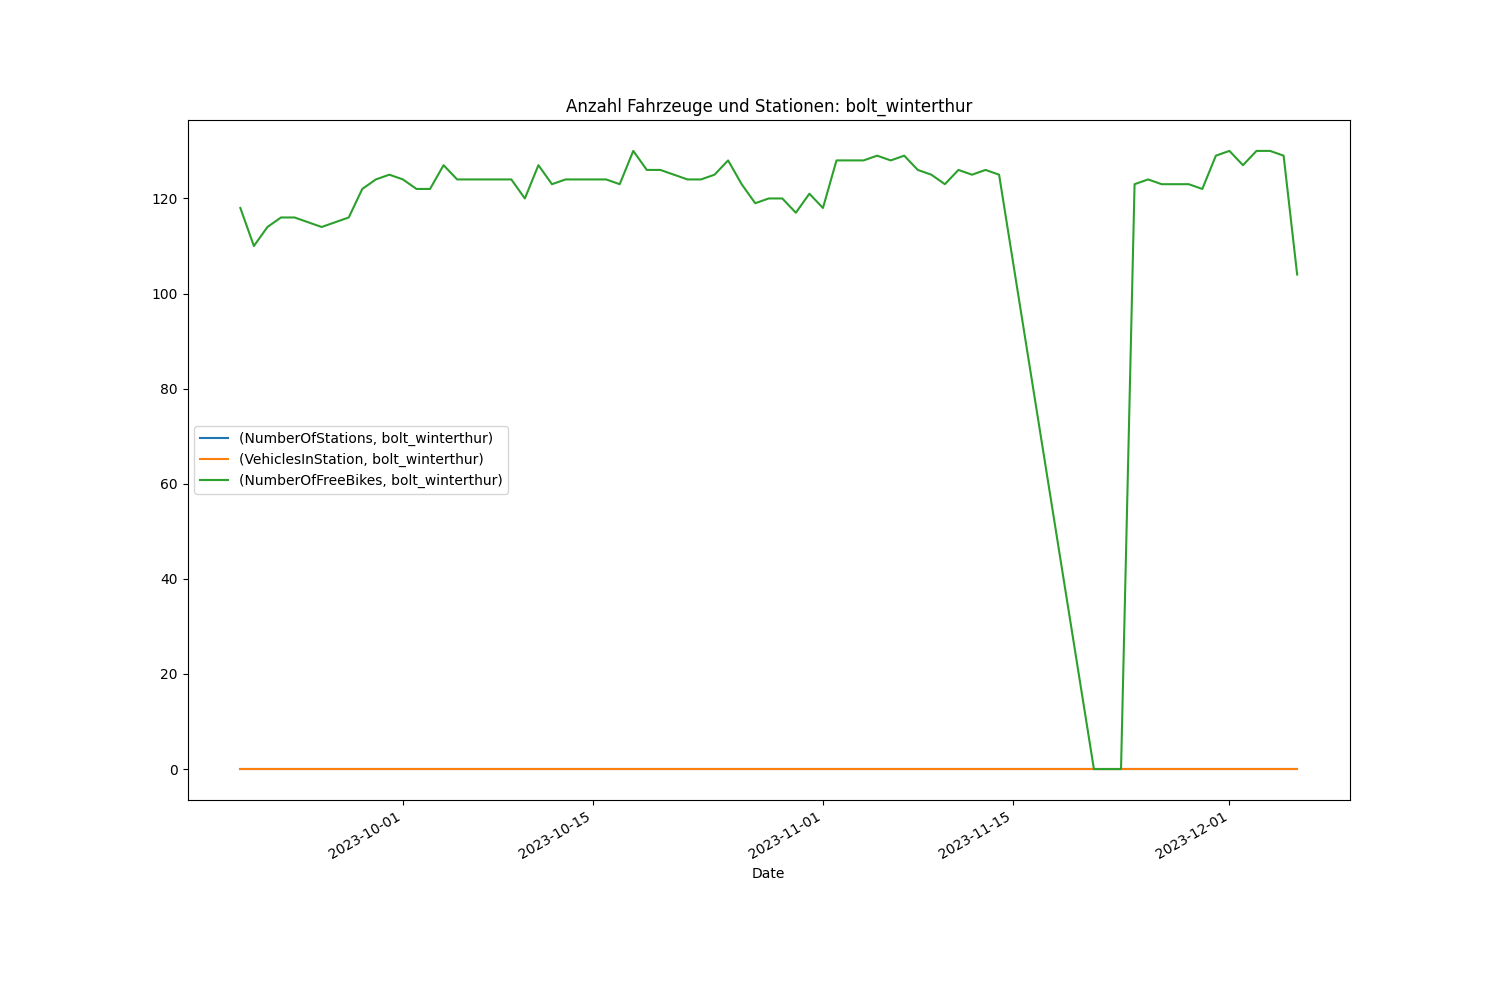 Anzahl Fahrzeuge und Stationen: bolt_winterthur
120
100
80
60
40
20
0
(NumberOfStations, bolt_winterthur)
(VehiclesInStation, bolt_winterthur)
(NumberOfFreeBikes, bolt_winterthur)
2023-10-01
2023-10-15
2023-11-01
2023-11-15
2023-12-01
Date